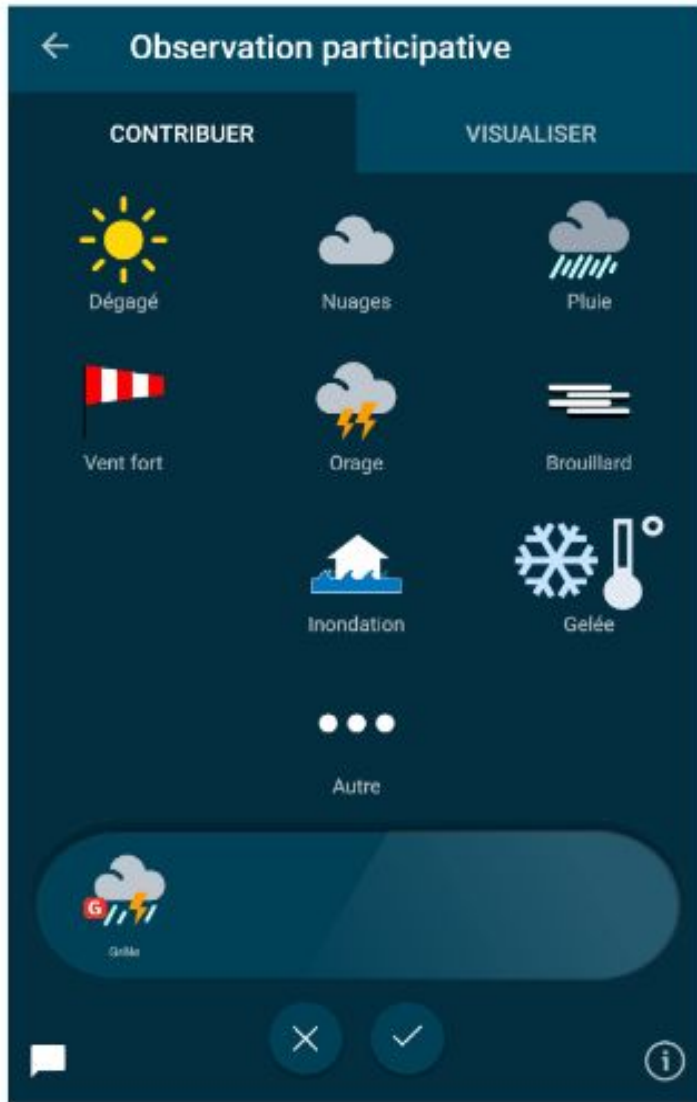 Observation participative
CONTRIBUER VISUALISER
Dégagé Nuages Pluie
Vent fort Orage Brouillard
Inondation Gelée
Autre
G
Grêle